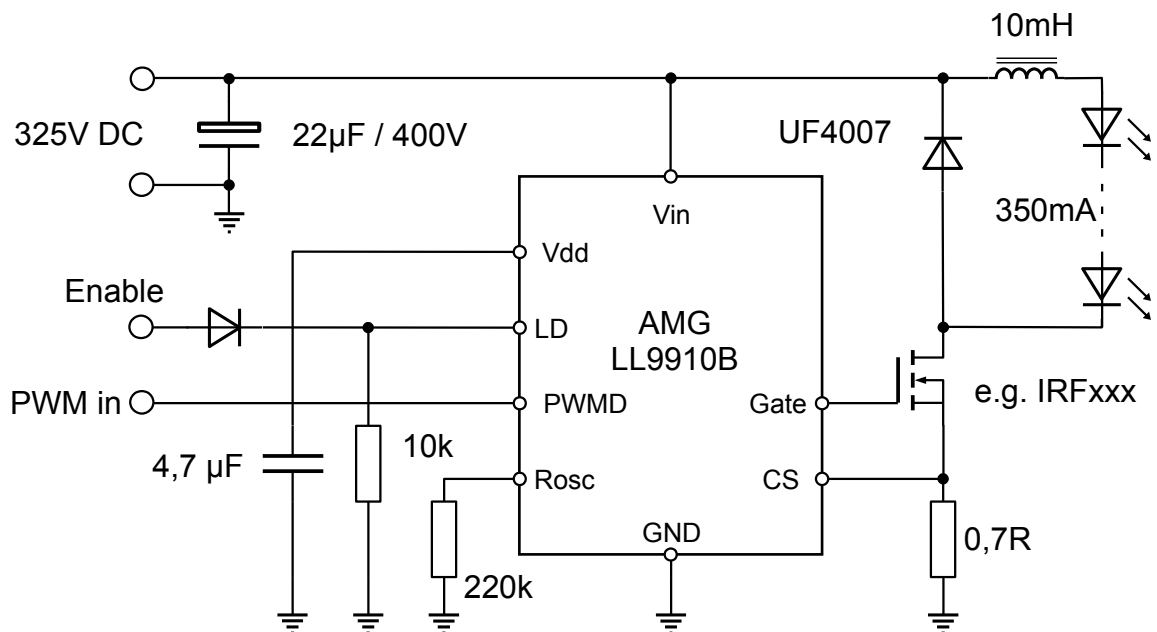 10mH
325V DC
22µF / 400V
UF4007
Vin
350mA
Vdd
Enable
LD
AMG
LL9910B
PWM in
PWMD
Gate
e.g. IRFxxx
10k
4,7 µF
Rosc
CS
GND
0,7R
220k